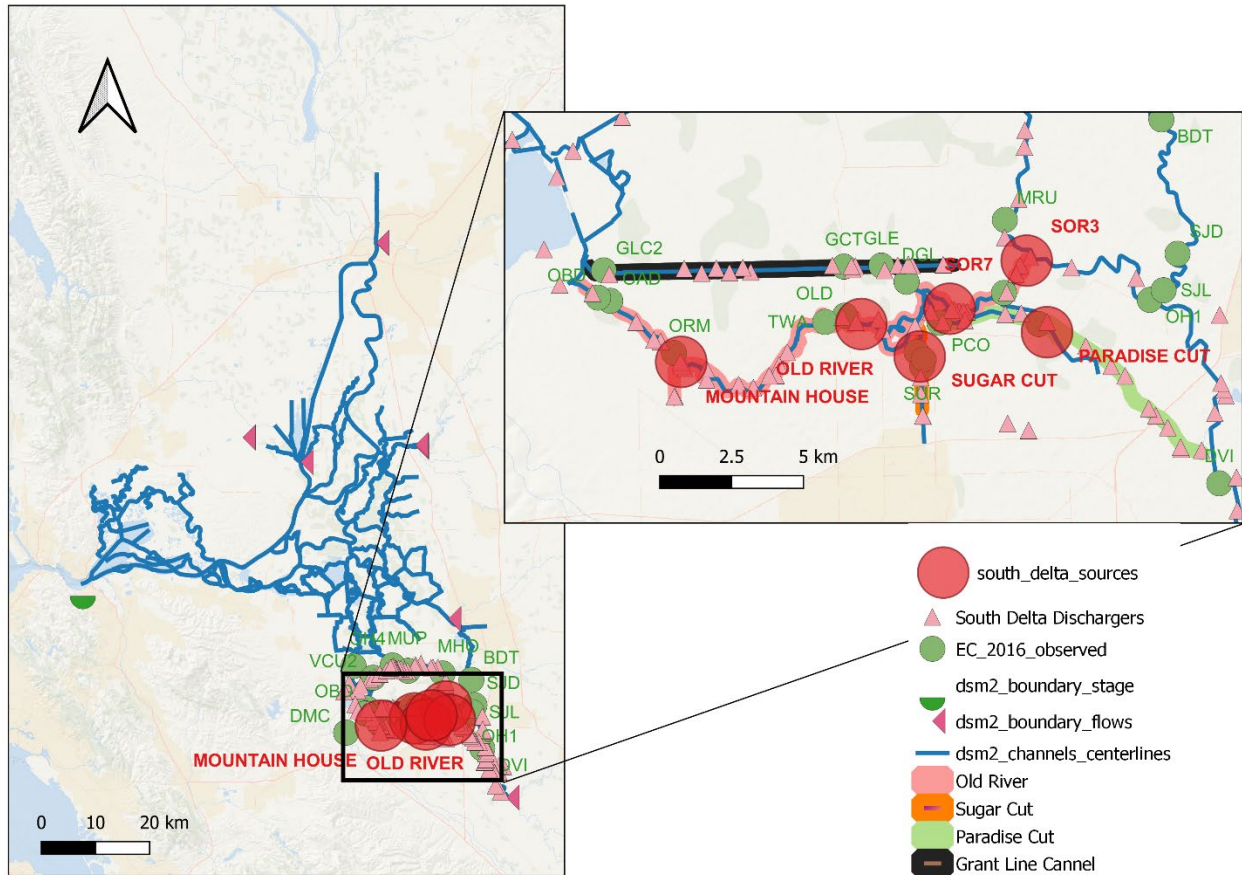 BDT
MRU
SOR3
SJD
GLC2
GCT
GLE
DGL
SOR7
OBD
OAD
OLD
SJL
OH1
TWA
ORM
PCO
PARADISE CUT
OLD RIVER
SUGAR CUT
MOUNTAIN HOUSE
SUR
DVI
0 2.5 5 km
MUP
MHO
VCU2
BDT
OBD
SJD
DMC
SJL
OH1
MOUNTAIN HOUSE
OLD RIVER
DVI
0 10 20 km
south_delta_sources
South Delta Dischargers
EC_2016_observed
dsm2_boundary_stage
dsm2_boundary_flows
dsm2_channels_centerlines
Old River
Sugar Cut
Paradise Cut
Grant Line Cannel